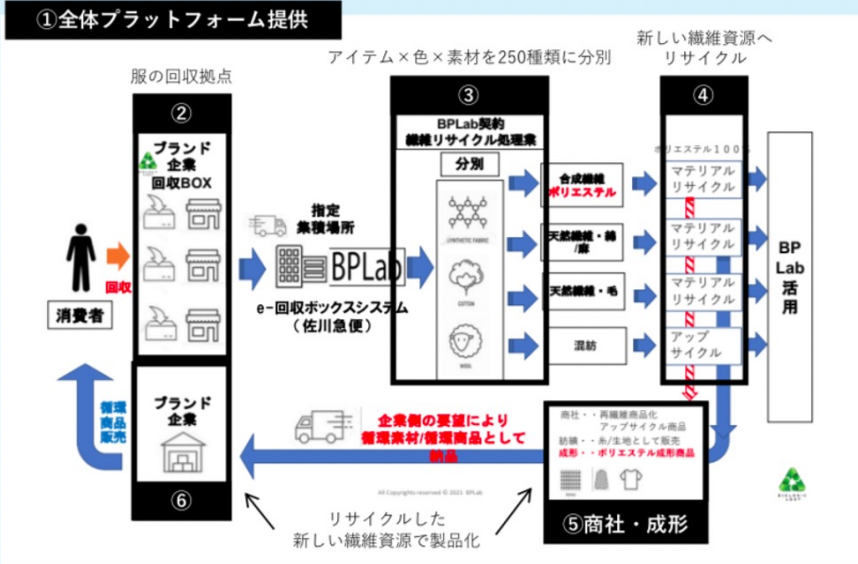 ①全体プラットフォーム提供
服の回収拠点
アイテム×色×素材を250種類に分別
新しい繊維資源へ
リサイクル
②
ブランド
企業
回収BOX
消費者
回収
指定
集積場所
BPLab
e-回収ボックスシステム
（佐川急便）
③
BPLab契約
繊維リサイクル処理業
分別
SYNTHETIC FABRIC
COTTON
WOOL
合成繊維
ポリエステル
天然繊維・綿
/麻
天然繊維・毛
混紡
④
ポリエステル100%
マテリアル
リサイクル
マテリアル
リサイクル
マテリアル
リサイクル
アップ
サイクル
BP
Lab
活
用
循環
商品
販売
ブランド
企業
⑥
企業側の要望により
循環素材/循環商品として
納品
商社・・再繊維商品化
アップサイクル商品
紡績・・糸/生地として販売
成形・・ポリエステル成形商品
⑤商社・成形
All Copyrights reserved © 2021 BPLab
リサイクルした
新しい繊維資源で製品化